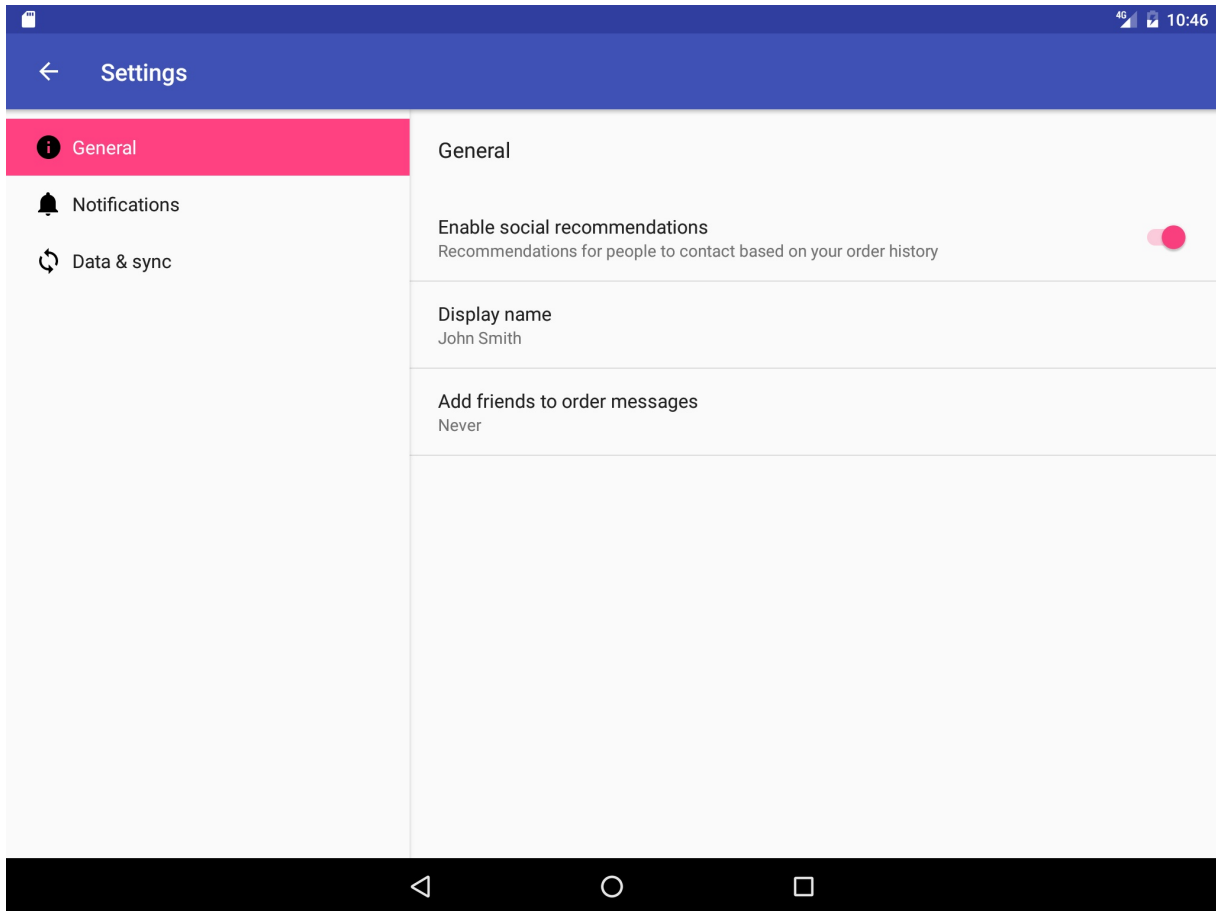 4G 10:46
Settings
General
Notifications
Data & sync
General
Enable social recommendations
Recommendations for people to contact based on your order history
Display name
John Smith
Add friends to order messages
Never